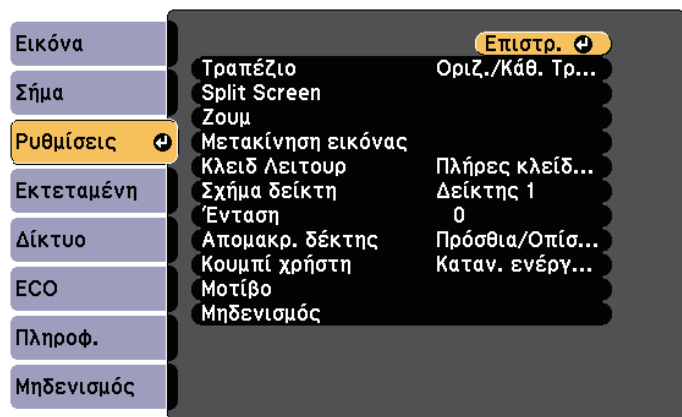 Εικόνα
Σήμα
Ρυθμίσεις
Εκτεταμένη
Δίκτυο
ECO
Πληροφ.
Μηδενισμός
Επιστρ.
Τραπέζιο Οριζ./Κάθ. Τρ...
Split Screen
Ζουμ
Μετακίνηση εικόνας
Κλειδ Λειτουρ Πλήρες κλείδ...
Σχήμα δείκτη Δείκτης 1
Ένταση 0
Απομακρ. δέκτης Πρόσθια/Οπίσ...
Κουμπί χρήστη Καταν. ενέργ...
Μοτίβο
Μηδενισμός